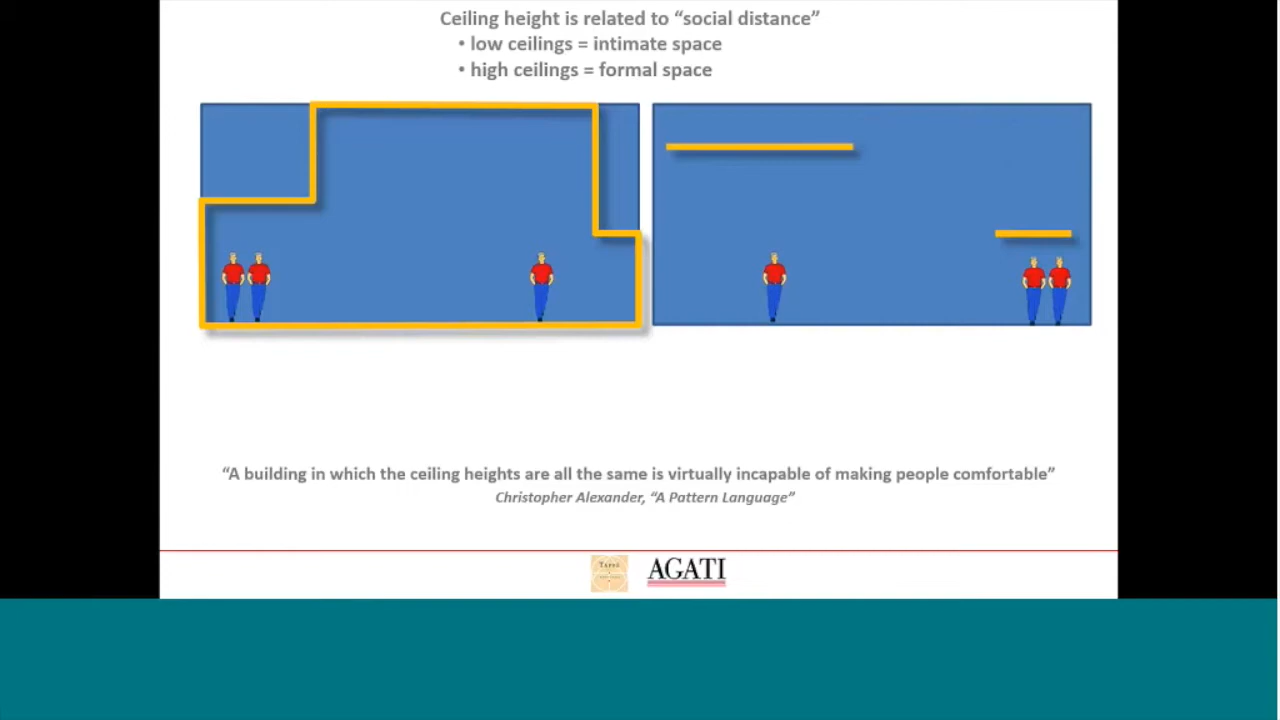 Ceiling height is related to “social distance”
• low ceilings = intimate space
• high ceilings = formal space
“A building in which the ceiling heights are all the same is virtually incapable of making people comfortable”
Christopher Alexander, “A Pattern Language”
AGATI